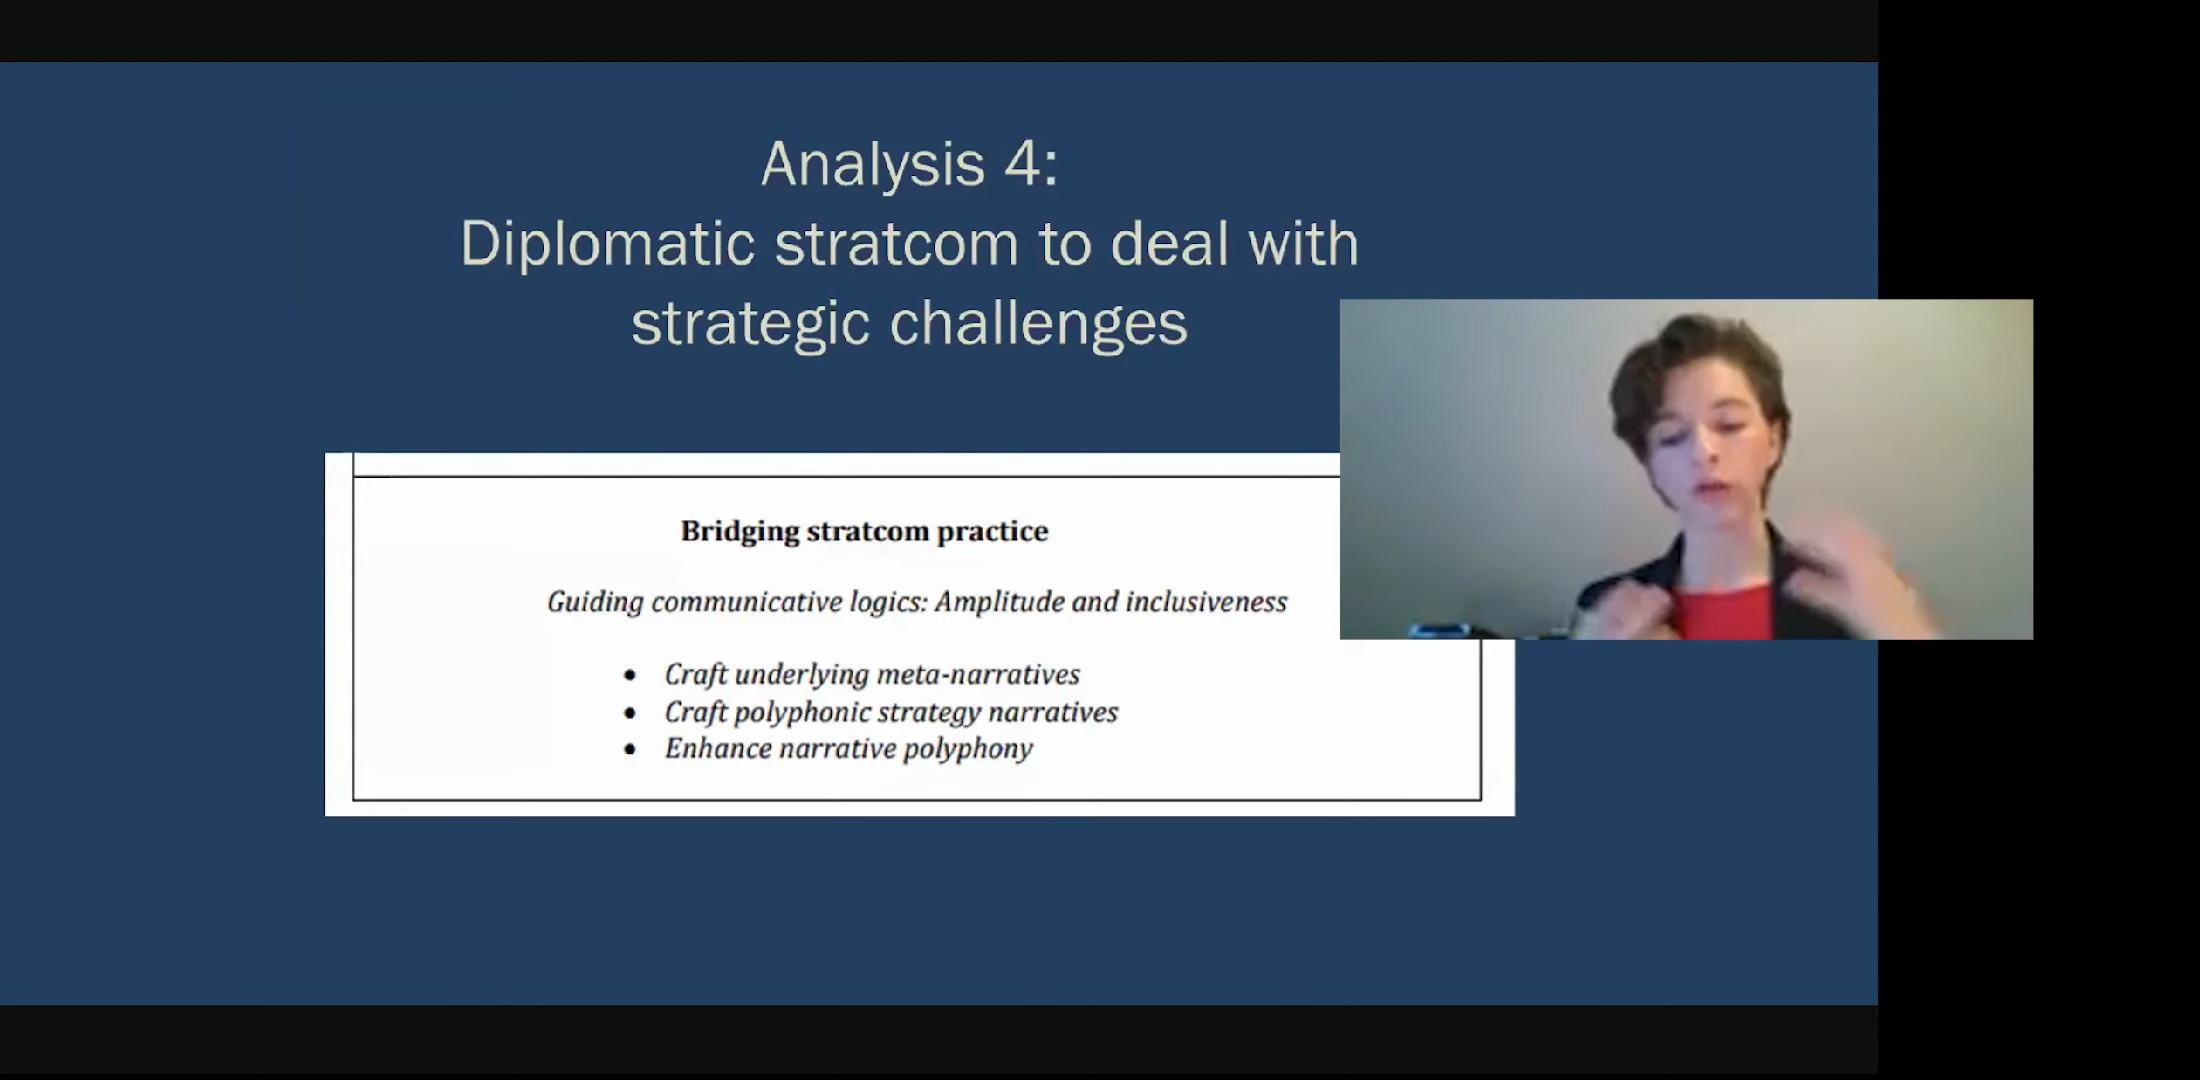 Analysis 4:
Diplomatic stratcom to deal with
strategic challenges
Bridging stratcom practice
Guiding communicative logics: Amplitude and inclusiveness
• Craft underlying meta-narratives
• Craft polyphonic strategy narratives
• Enhance narrative polyphony